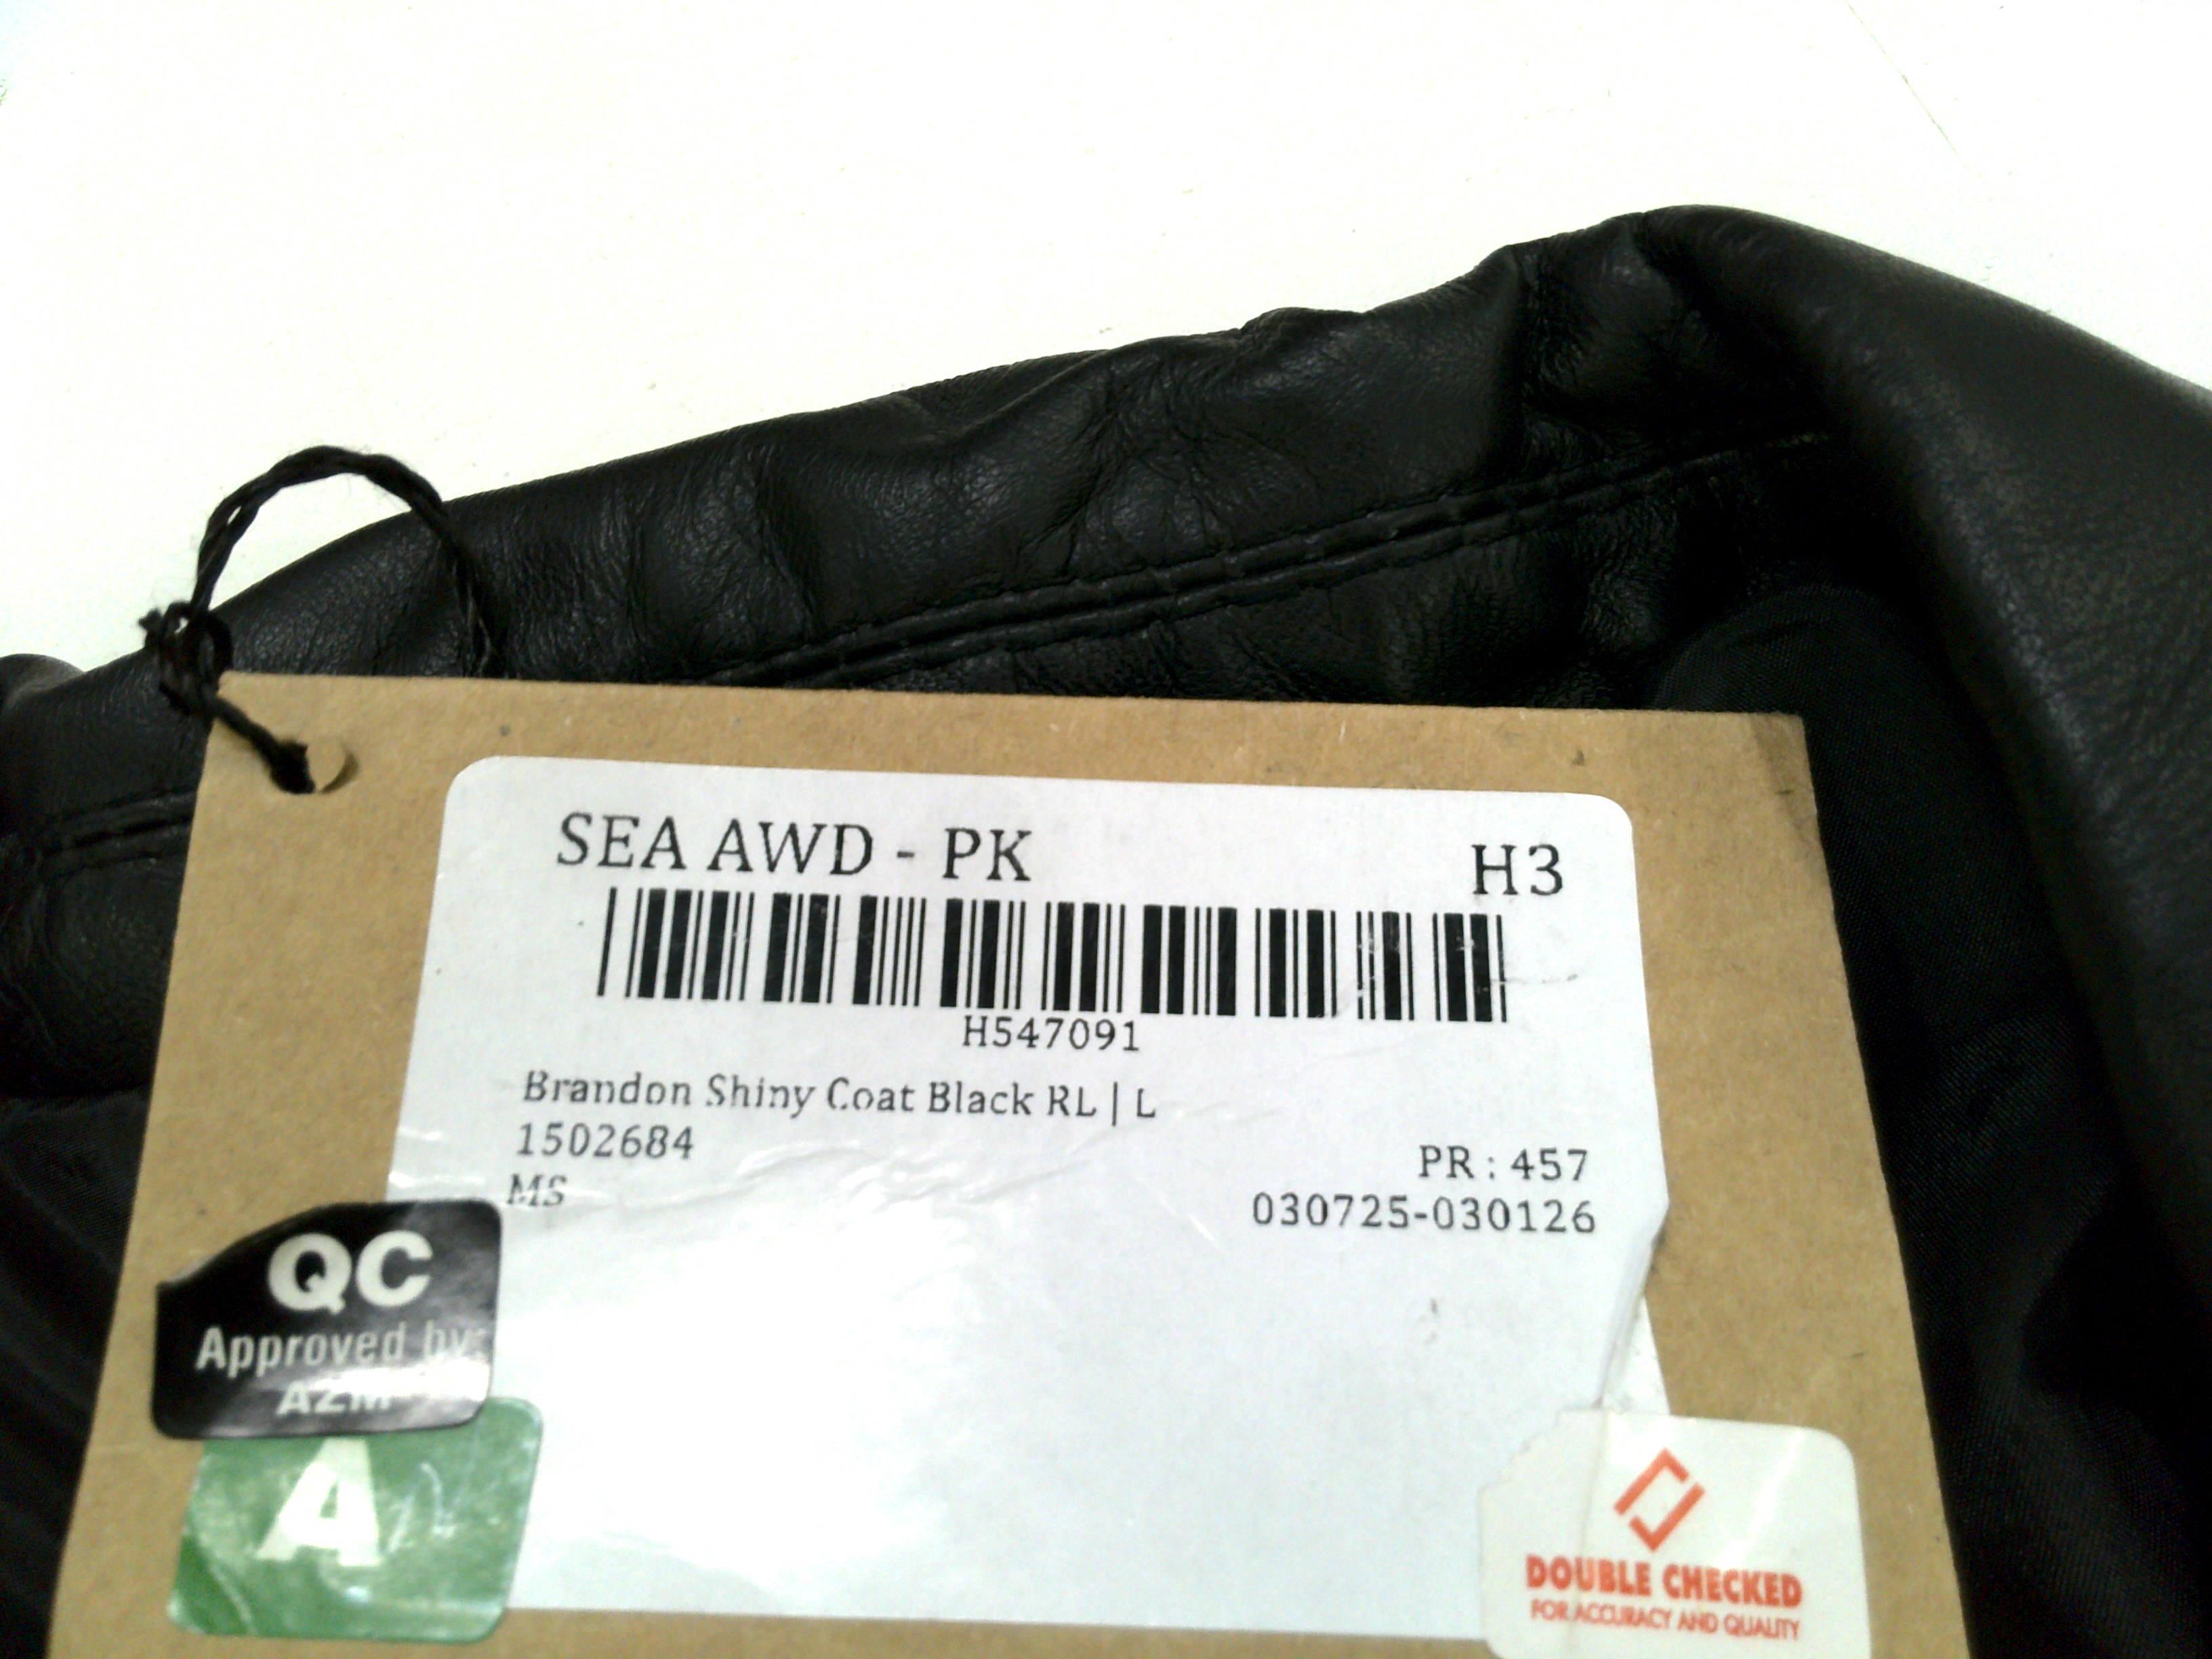 SEA AWD - PK
H3
H547091
Brandon Shiny Coat Black RL | L
1502684
PR : 457
MS
030725-030126
QC
Approved by:
AZM
A
DOUBLE CHECKED
FOR ACCURACY AND QUALITY